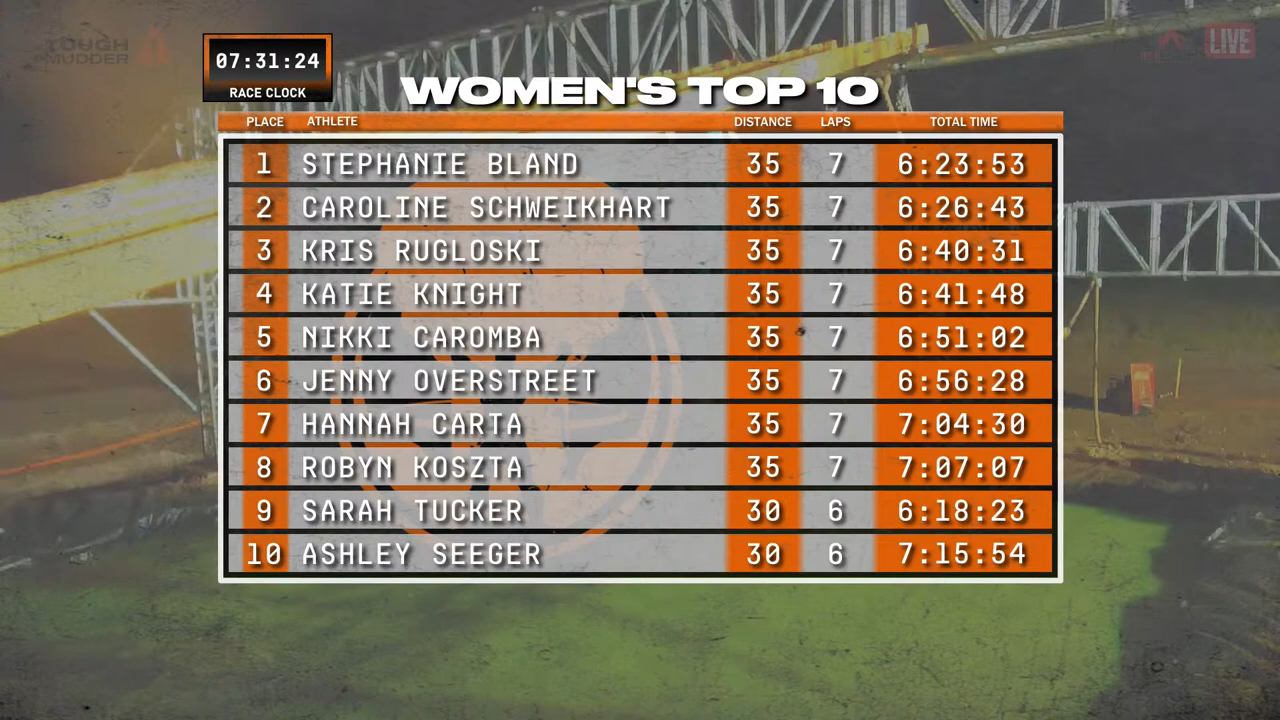 TOUGH
MUDDER
LIVE
07:31:24
RACE CLOCK
WOMEN'S TOP 10
PLACE ATHLETE DISTANCE LAPS TOTAL TIME
1 STEPHANIE BLAND 35 7 6:23:53
2 CAROLINE SCHWEIKHART 35 7 6:26:43
3 KRIS RUGLOSKI 35 7 6:40:31
4 KATIE KNIGHT 35 7 6:41:48
5 NIKKI CAROMBA 35 7 6:51:02
6 JENNY OVERSTREET 35 7 6:56:28
7 HANNAH CARTA 35 7 7:04:30
8 ROBYN KOSZTA 35 7 7:07:07
9 SARAH TUCKER 30 6 6:18:23
10 ASHLEY SEEGER 30 6 7:15:54